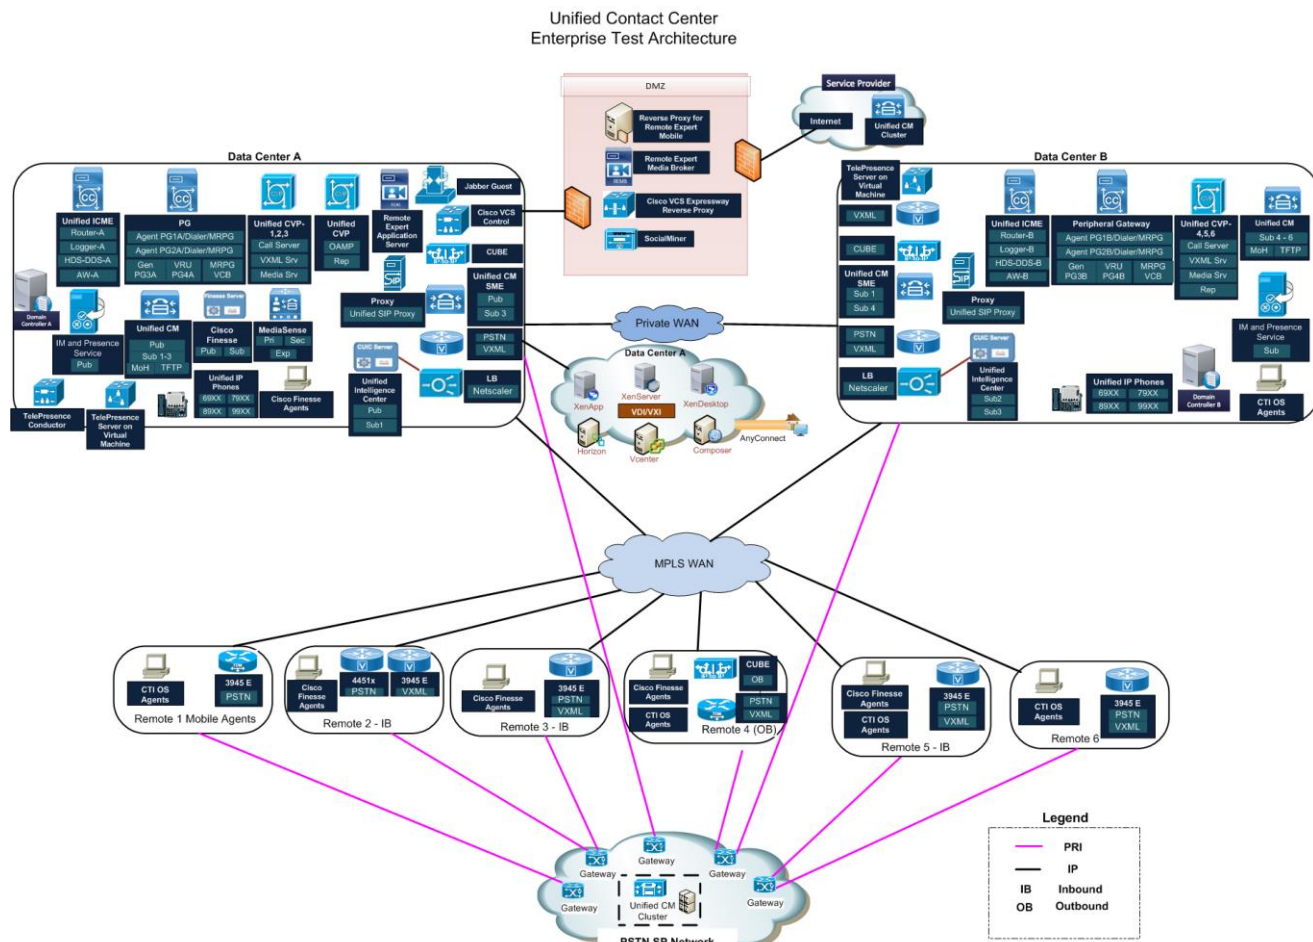 Unified Contact Center
Enterprise Test Architecture
DMZ
Reverse Proxy for
Remote Expert
Mobile
Remote Expert
Media Broker
Cisco VCS Expressway
Reverse Proxy
SocialMiner
Service Provider
Internet
Unified CM
Cluster
Data Center A
Unified ICME
Router-A
Logger-A
HDS-DDS-A
AW-A
PG
Agent PG1A/Dialer/MRPG
Agent PG2A/Dialer/MRPG
Gen
PG3A
VRU
PG4A
MRPG
VCB
Unified CVP-
1,2,3
Call Server
VXML Srv
Media Srv
Unified
CVP
OAMP
Rep
Remote
Expert
Application
Server
Jabber Guest
Cisco VCS
Control
CUBE
SIP
Proxy
Unified SIP Proxy
Unified CM
SME
Pub
Sub 3
PSTN
VXML
LB
Netscaler
Domain
Controller A
IM and Presence
Service
Pub
Unified CM
Pub
Sub 1-3
MoH TFTP
Finesse Server
Cisco
Finesse
Pub Sub
MediaSense
Pri Sec
Exp
CUIC Server
Unified
Intelligence
Center
Pub
Sub1
TelePresence
Conductor
TelePresence
Server on
Virtual
Machine
Unified IP
Phones
69XX 79XX
89XX 99XX
Cisco Finesse
Agents
Private WAN
Data Center A
XenApp
XenServer
XenDesktop
VDI/VXI
Horizon
Vcenter
Composer
AnyConnect
Data Center B
TelePresence
Server on
Virtual
Machine
VXML
CUBE
Unified CM
SME
Sub 1
Sub 4
PSTN
VXML
LB
Netscaler
SIP
Proxy
Unified SIP Proxy
Unified ICME
Router-B
Logger-B
HDS-DDS-B
AW-B
Peripheral Gateway
Agent PG1B/Dialer/MRPG
Agent PG2B/Dialer/MRPG
Gen
PG3B
VRU
PG4B
MRPG
VCB
Unified CVP-
4,5,6
Call Server
VXML Srv
Media Srv
Rep
Unified CM
Sub 4 - 6
MoH TFTP
IM and Presence
Service
Sub
CUIC Server
Unified
Intelligence
Center
Sub2
Sub3
Unified IP Phones
69XX 79XX
89XX 99XX
Domain
Controller B
CTI OS
Agents
MPLS WAN
CTI OS
Agents
3945 E
PSTN
Remote 1 Mobile Agents
Cisco Finesse
Agents
4451x
PSTN
3945 E
VXML
Remote 2 - IB
Cisco Finesse
Agents
3945 E
PSTN
VXML
Remote 3 - IB
Cisco Finesse
Agents
CTI OS
Agents
CUBE
OB
PSTN
VXML
Remote 4 (OB)
Cisco Finesse
Agents
CTI OS
Agents
3945 E
PSTN
VXML
Remote 5 - IB
CTI OS
Agents
3945 E
PSTN
VXML
Remote 6
Gateway
Gateway
Gateway
Gateway
Gateway
Unified CM
Cluster
PSTN SP Network
Legend
PRI
IP
IB Inbound
OB Outbound